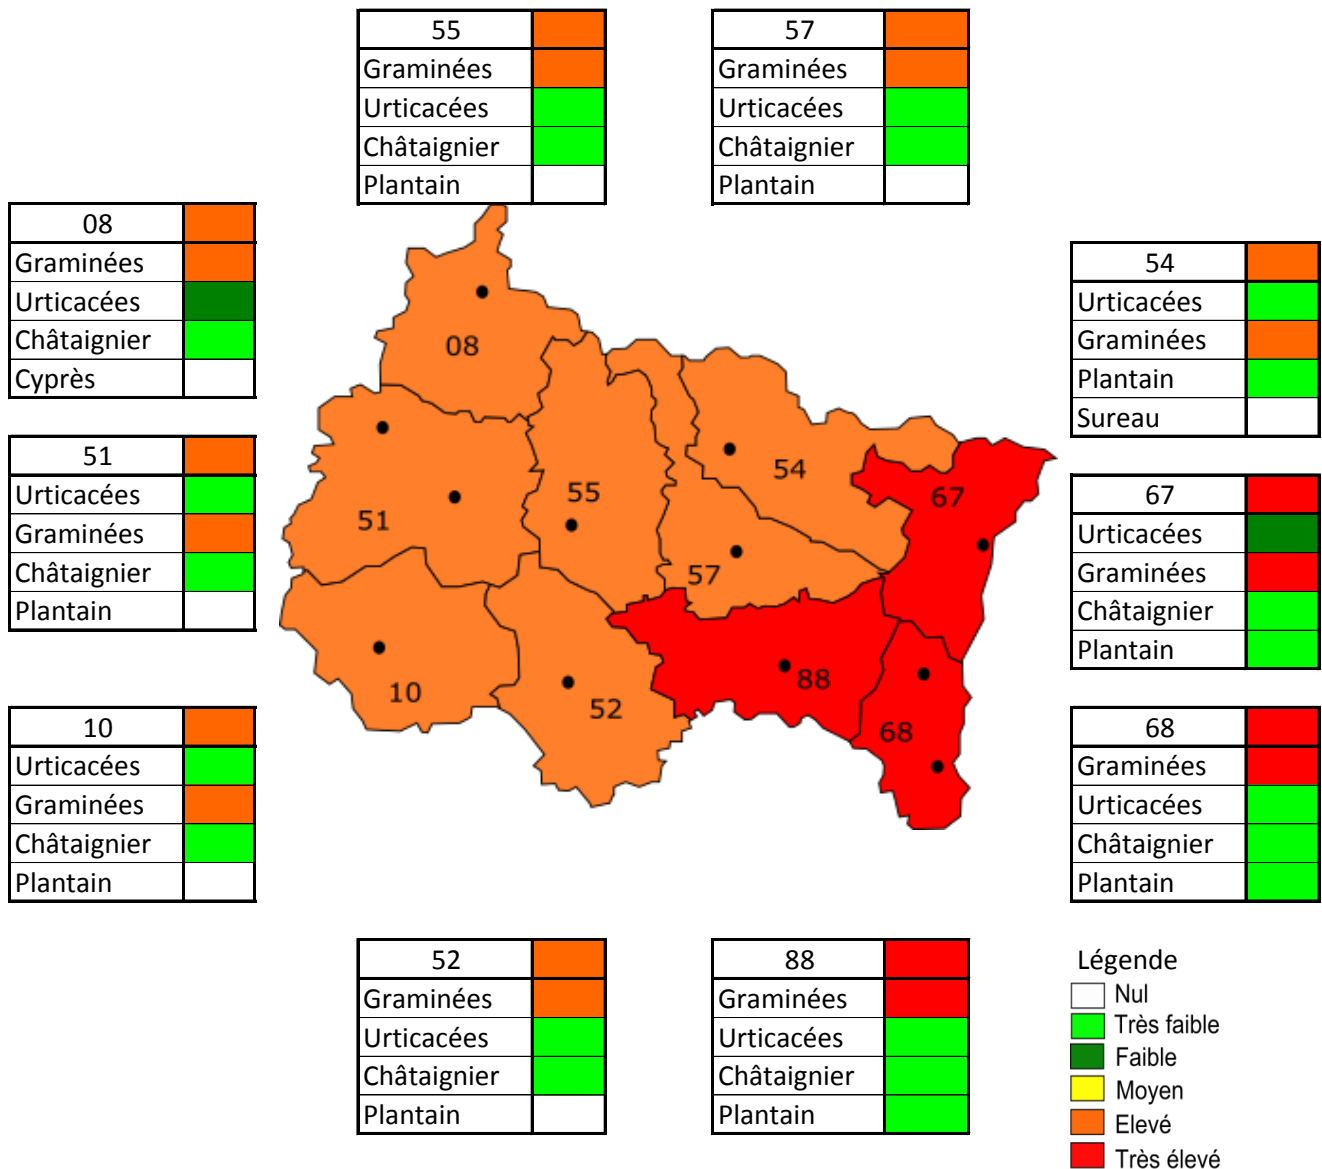 55
Graminées
Urticacées
Châtaignier
Plantain
57
Graminées
Urticacées
Châtaignier
Plantain
08
Graminées
Urticacées
Châtaignier
Cyprès
54
Urticacées
Graminées
Plantain
Sureau
51
Urticacées
Graminées
Châtaignier
Plantain
67
Urticacées
Graminées
Châtaignier
Plantain
10
Urticacées
Graminées
Châtaignier
Plantain
68
Graminées
Urticacées
Châtaignier
Plantain
08
54
55
67
51
57
88
10
52
68
52
Graminées
Urticacées
Châtaignier
Plantain
88
Graminées
Urticacées
Châtaignier
Plantain
Légende
Nul
Très faible
Faible
Moyen
Elevé
Très élevé